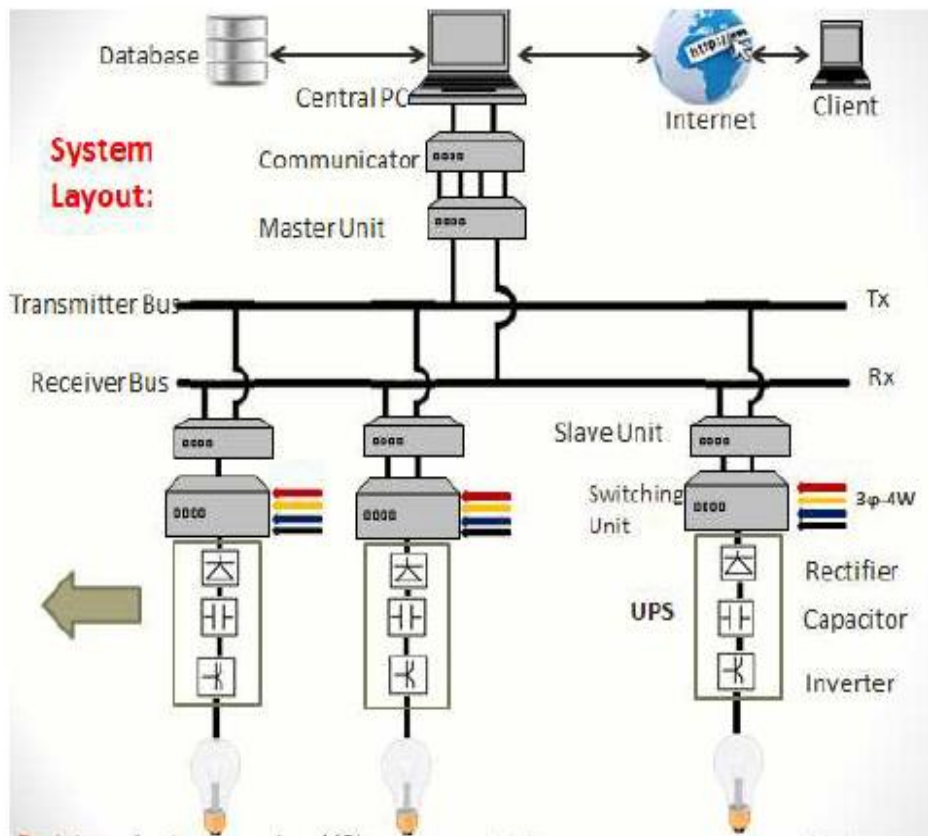 Database
http://
Central PC
Internet
Client
System
Layout:
Communicator
Master Unit
Transmitter Bus
Tx
Receiver Bus
Rx
Slave Unit
Switching
Unit
3φ-4W
Rectifier
UPS
Capacitor
Inverter